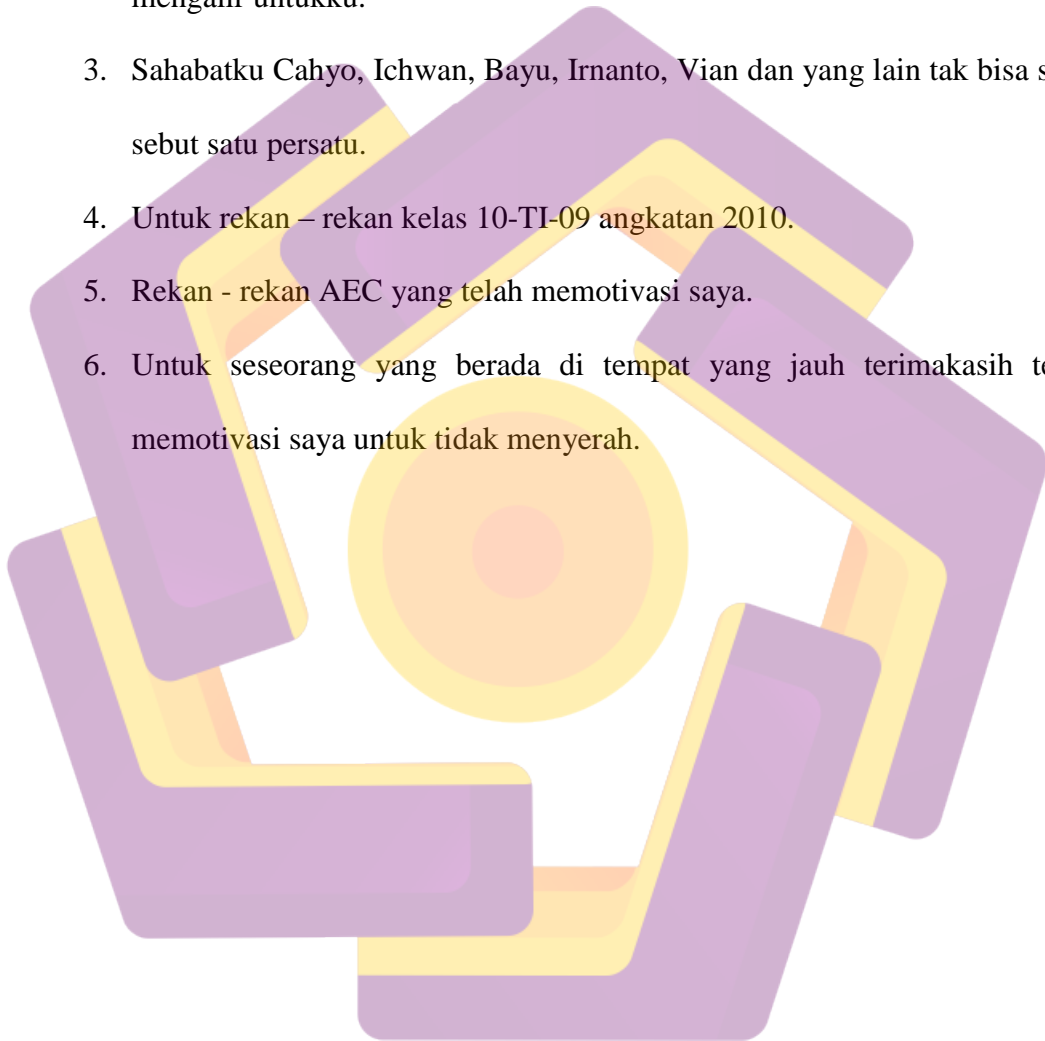 mengalir untukku.
3. Sahabatku Cahyo, Ichwan, Bayu, Irnanto, Vian dan yang lain tak bisa
sebut satu persatu.
4. Untuk rekan – rekan kelas 10-TI-09 angkatan 2010.
5. Rekan - rekan AEC yang telah memotivasi saya.
6. Untuk seseorang yang berada di tempat yang jauh terimakasih
memotivasi saya untuk tidak menyerah.